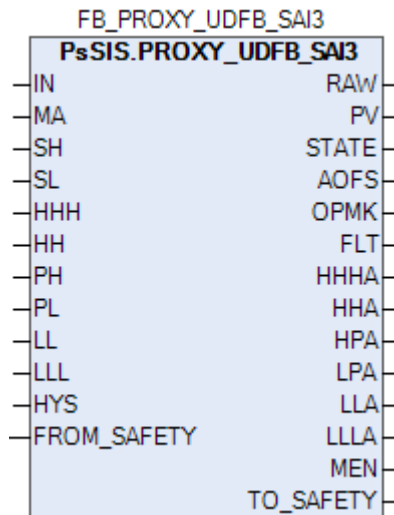 FB_PROXY_UDFB_SAI3
PsSIS.PROXY_UDFB_SAI3
IN RAW
MA PV
SH STATE
SL AOFS
HHH OPMK
HH FLT
PH HHHA
PL HHA
LL HPA
LLL LPA
HYS LLA
FROM_SAFETY LLLA
MEN
TO_SAFETY